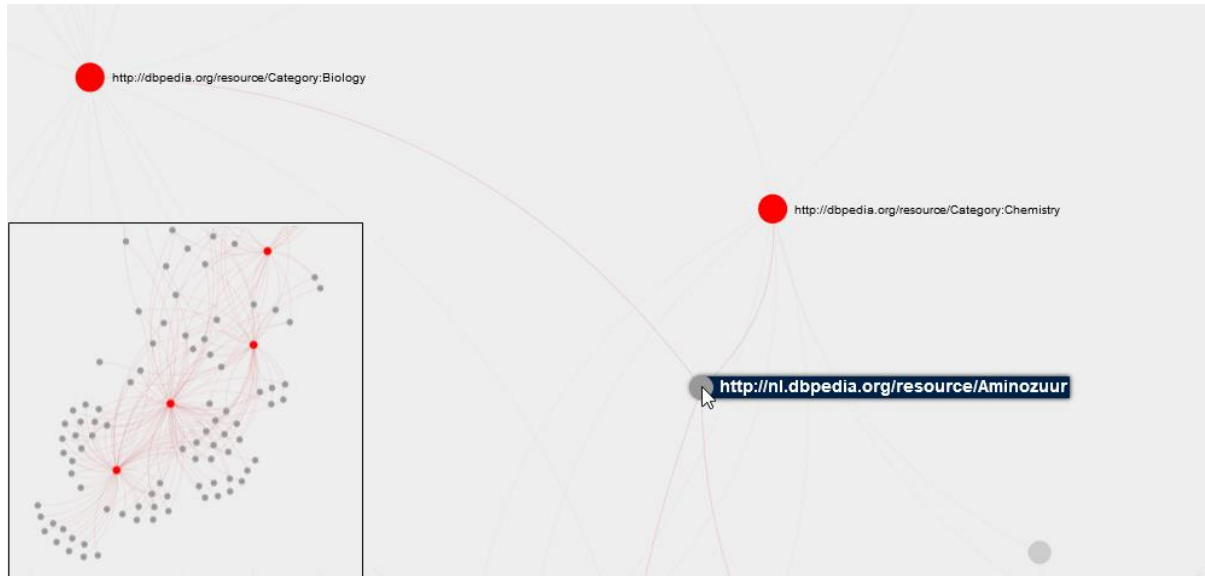 http://dbpedia.org/resource/Category:Biology
http://dbpedia.org/resource/Category:Chemistry
http://nl.dbpedia.org/resource/Aminozuur